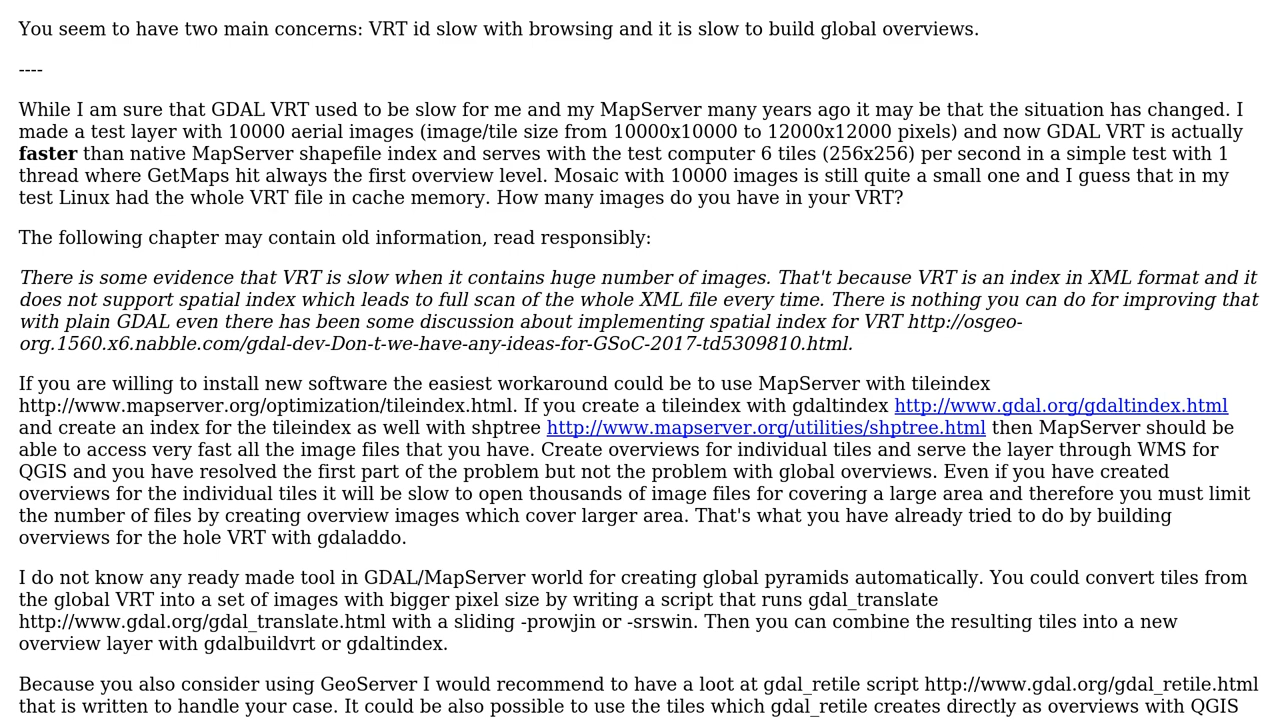 You seem to have two main concerns: VRT id slow with browsing and it is slow to build global overviews.
----
While I am sure that GDAL VRT used to be slow for me and my MapServer many years ago it may be that the situation has changed. I
made a test layer with 10000 aerial images (image/tile size from 10000x10000 to 12000x12000 pixels) and now GDAL VRT is actually
faster than native MapServer shapefile index and serves with the test computer 6 tiles (256x256) per second in a simple test with 1
thread where GetMaps hit always the first overview level. Mosaic with 10000 images is still quite a small one and I guess that in my
test Linux had the whole VRT file in cache memory. How many images do you have in your VRT?
The following chapter may contain old information, read responsibly:
There is some evidence that VRT is slow when it contains huge number of images. That't because VRT is an index in XML format and it
does not support spatial index which leads to full scan of the whole XML file every time. There is nothing you can do for improving that
with plain GDAL even there has been some discussion about implementing spatial index for VRT http://osgeo-
org.1560.x6.nabble.com/gdal-dev-Don-t-we-have-any-ideas-for-GSoC-2017-td5309810.html.
If you are willing to install new software the easiest workaround could be to use MapServer with tileindex
http://www.mapserver.org/optimization/tileindex.html. If you create a tileindex with gdaltindex http://www.gdal.org/gdaltindex.html
and create an index for the tileindex as well with shptree http://www.mapserver.org/utilities/shptree.html then MapServer should be
able to access very fast all the image files that you have. Create overviews for individual tiles and serve the layer through WMS for
QGIS and you have resolved the first part of the problem but not the problem with global overviews. Even if you have created
overviews for the individual tiles it will be slow to open thousands of image files for covering a large area and therefore you must limit
the number of files by creating overview images which cover larger area. That's what you have already tried to do by building
overviews for the hole VRT with gdaladdo.
I do not know any ready made tool in GDAL/MapServer world for creating global pyramids automatically. You could convert tiles from
the global VRT into a set of images with bigger pixel size by writing a script that runs gdal_translate
http://www.gdal.org/gdal_translate.html with a sliding -prowjin or -srswin. Then you can combine the resulting tiles into a new
overview layer with gdalbuildvrt or gdaltindex.
Because you also consider using GeoServer I would recommend to have a loot at gdal_retile script http://www.gdal.org/gdal_retile.html
that is written to handle your case. It could be also possible to use the tiles which gdal_retile creates directly as overviews with QGIS